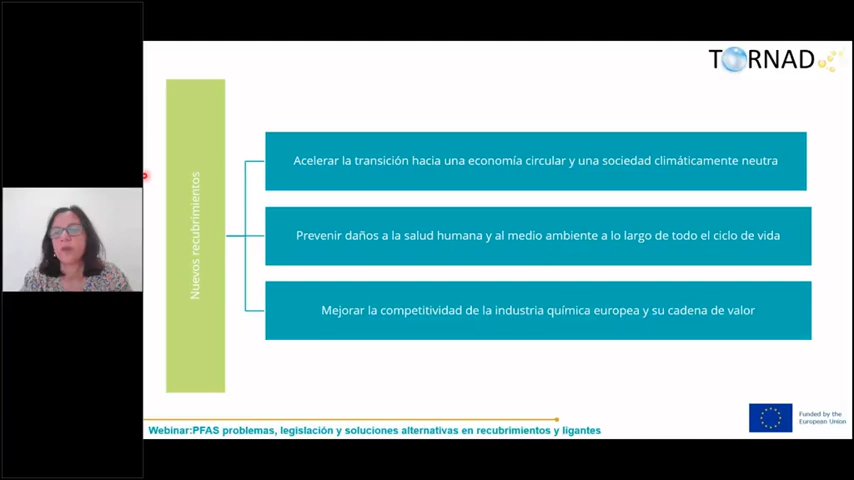 TORNAD
Nuevos recubrimientos
Acelerar la transición hacia una economía circular y una sociedad climáticamente neutra
Prevenir daños a la salud humana y al medio ambiente a lo largo de todo el ciclo de vida
Mejorar la competitividad de la industria química europea y su cadena de valor
Webinar:PFAS problemas, legislación y soluciones alternativas en recubrimientos y ligantes
Funded by the
European Union